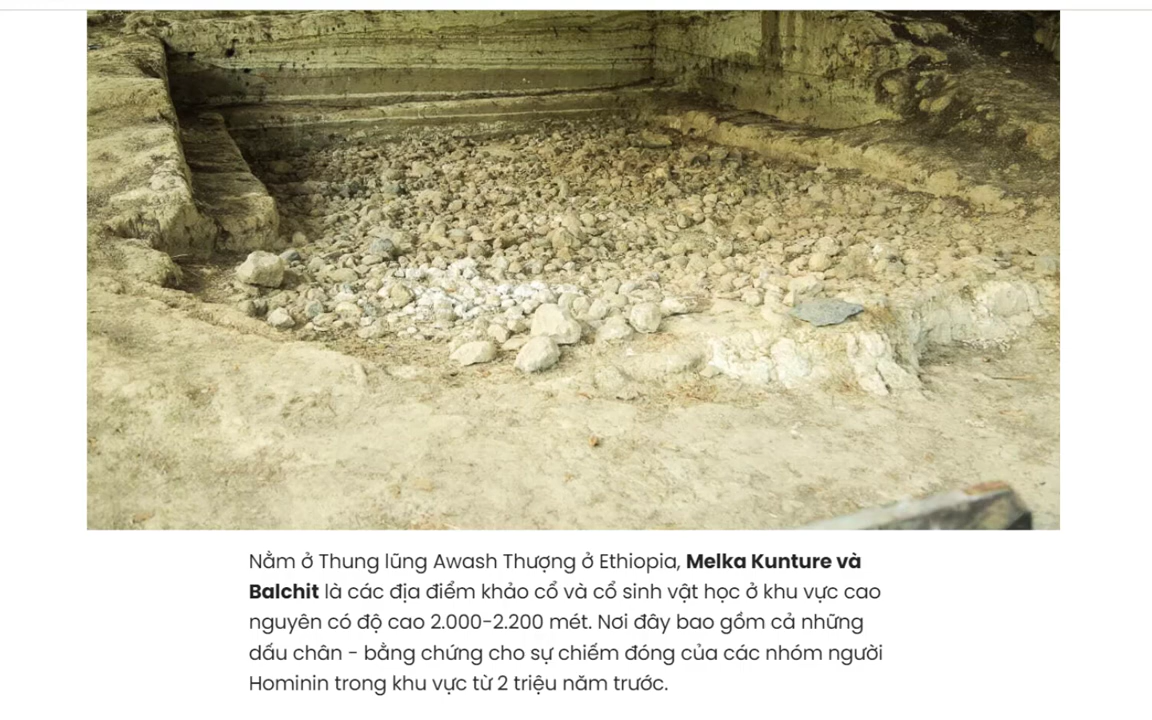 Nằm ở Thung lũng Awash Thượng ở Ethiopia, Melka Kunture và
Balchit là các địa điểm khảo cổ và cổ sinh vật học ở khu vực cao
nguyên có độ cao 2.000-2.200 mét. Nơi đây bao gồm cả những
dấu chân - bằng chứng cho sự chiếm đóng của các nhóm người
Hominin trong khu vực từ 2 triệu năm trước.